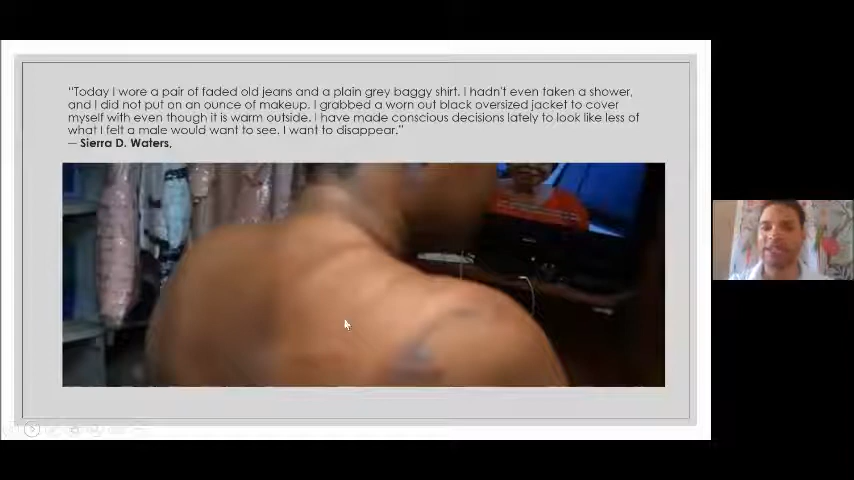 "Today I wore a pair of faded old jeans and a plain grey baggy shirt. I hadn't even taken a shower,
and I did not put on an ounce of makeup. I grabbed a worn out black oversized jacket to cover
myself with even though it is warm outside. I have made conscious decisions lately to look like less of
what I felt a male would want to see. I want to disappear."
― Sierra D. Waters,